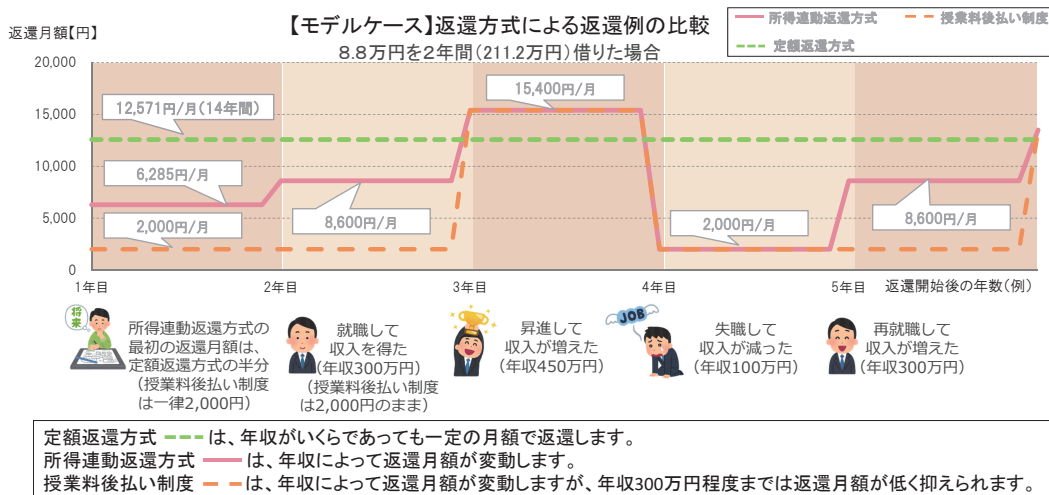 【モデルケース】返還方式による返還例の比較
8.8万円を2年間(211.2万円)借りた場合
所得連動返還方式
授業料後払い制度
定額返還方式
返還月額【円】
20,000
15,000
10,000
5,000
0
12,571円/月(14年間)
6,285円/月
2,000円/月
8,600円/月
15,400円/月
2,000円/月
8,600円/月
1年目
2年目
3年目
4年目
5年目
返還開始後の年数(例)
将来
所得連動返還方式の
最初の返還月額は、
定額返還方式の半分
(授業料後払い制度
は一律2,000円)
就職して
収入を得た
(年収300万円)
(授業料後払い制度
は2,000円のまま)
昇進して
収入が増えた
(年収450万円)
JOB
失職して
収入が減った
(年収100万円)
再就職して
収入が増えた
(年収300万円)
定額返還方式 は、年収がいくらであっても一定の月額で返還します。
所得連動返還方式 は、年収によって返還月額が変動します。
授業料後払い制度 は、年収によって返還月額が変動しますが、年収300万円程度までは返還月額が低く抑えられます。